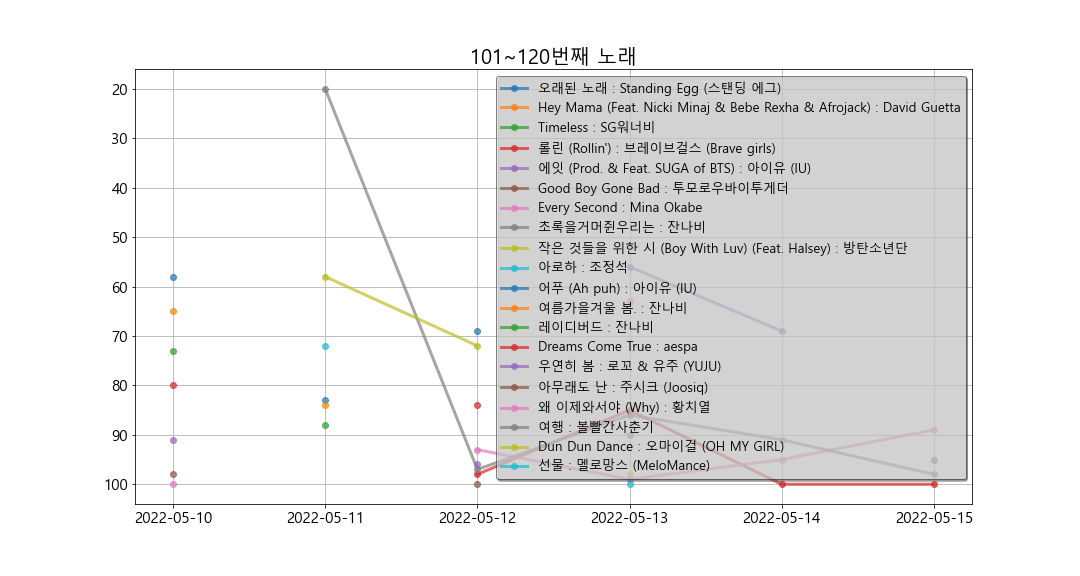 101~120번째 노래
20
30
40
50
60
70
80
90
100
오래된 노래 : Standing Egg (스탠딩 에그)
Hey Mama (Feat. Nicki Minaj & Bebe Rexha & Afrojack) : David Guetta
Timeless : SG워너비
롤린 (Rollin') : 브레이브걸스 (Brave girls)
에잇 (Prod. & Feat. SUGA of BTS) : 아이유 (IU)
Good Boy Gone Bad : 투모로우바이투게더
Every Second : Mina Okabe
초록을거머쥔우리는 : 잔나비
작은 것들을 위한 시 (Boy With Luv) (Feat. Halsey) : 방탄소년단
아로하 : 조정석
어푸 (Ah puh) : 아이유 (IU)
여름가을겨울 봄. : 잔나비
레이디버드 : 잔나비
Dreams Come True : aespa
우연히 봄 : 로꼬 & 유주 (YUJU)
아무래도 난 : 주시크 (Joosiq)
왜 이제와서야 (Why) : 황치열
여행 : 볼빨간사춘기
Dun Dun Dance : 오마이걸 (OH MY GIRL)
선물 : 멜로망스 (MeloMance)
2022-05-10
2022-05-11
2022-05-12
2022-05-13
2022-05-14
2022-05-15